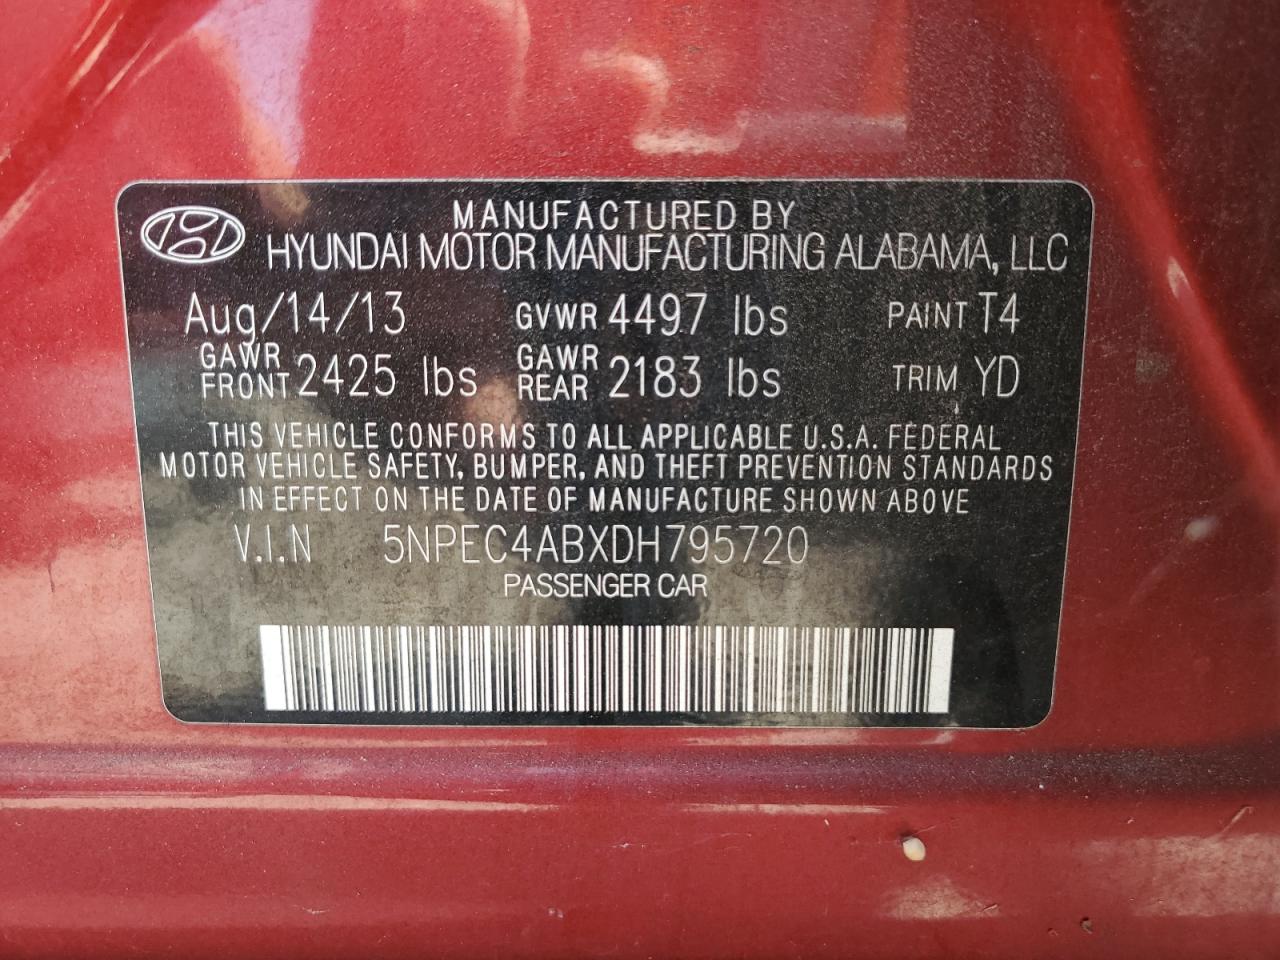 MANUFACTURED BY
HYUNDAI MOTOR MANUFACTURING ALABAMA, LLC
Aug/14/13 GVWR 4497 lbs PAINT T4
GAWR FRONT 2425 lbs GAWR REAR 2183 lbs TRIM YD
THIS VEHICLE CONFORMS TO ALL APPLICABLE U.S.A. FEDERAL
MOTOR VEHICLE SAFETY, BUMPER, AND THEFT PREVENTION STANDARDS
IN EFFECT ON THE DATE OF MANUFACTURE SHOWN ABOVE
V.I.N 5NPEC4ABXDH795720
PASSENGER CAR